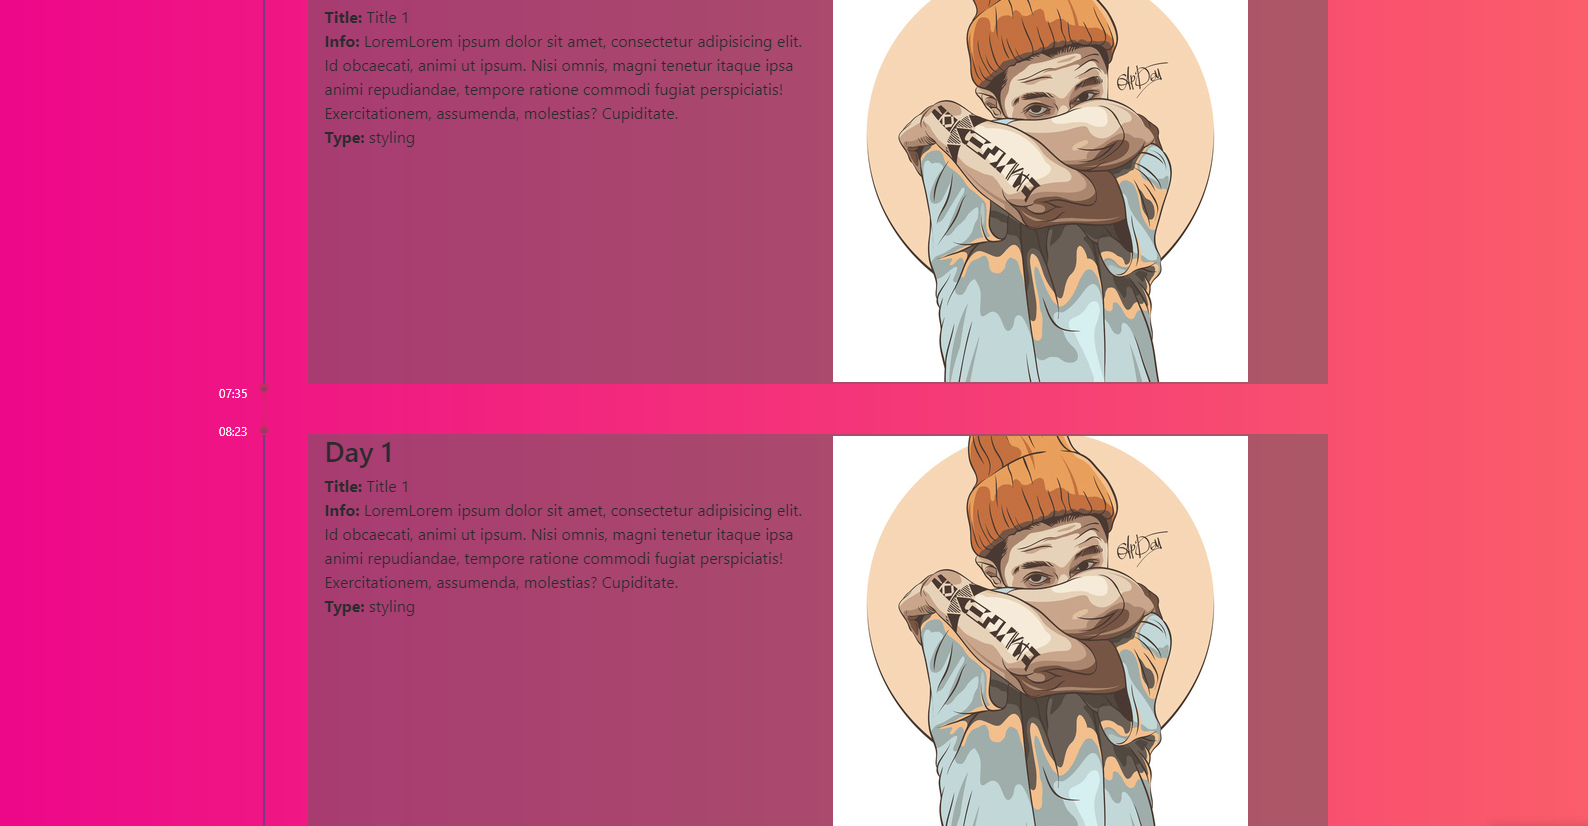 Title: Title 1
Info: LoremLorem ipsum dolor sit amet, consectetur adipisicing elit.
Id obcaecati, animi ut ipsum. Nisi omnis, magni tenetur itaque ipsa
animi repudiandae, tempore ratione commodi fugiat perspiciatis!
Exercitationem, assumenda, molestias? Cupiditate.
Type: styling
07:35
08:23
Day 1
Title: Title 1
Info: LoremLorem ipsum dolor sit amet, consectetur adipisicing elit.
Id obcaecati, animi ut ipsum. Nisi omnis, magni tenetur itaque ipsa
animi repudiandae, tempore ratione commodi fugiat perspiciatis!
Exercitationem, assumenda, molestias? Cupiditate.
Type: styling